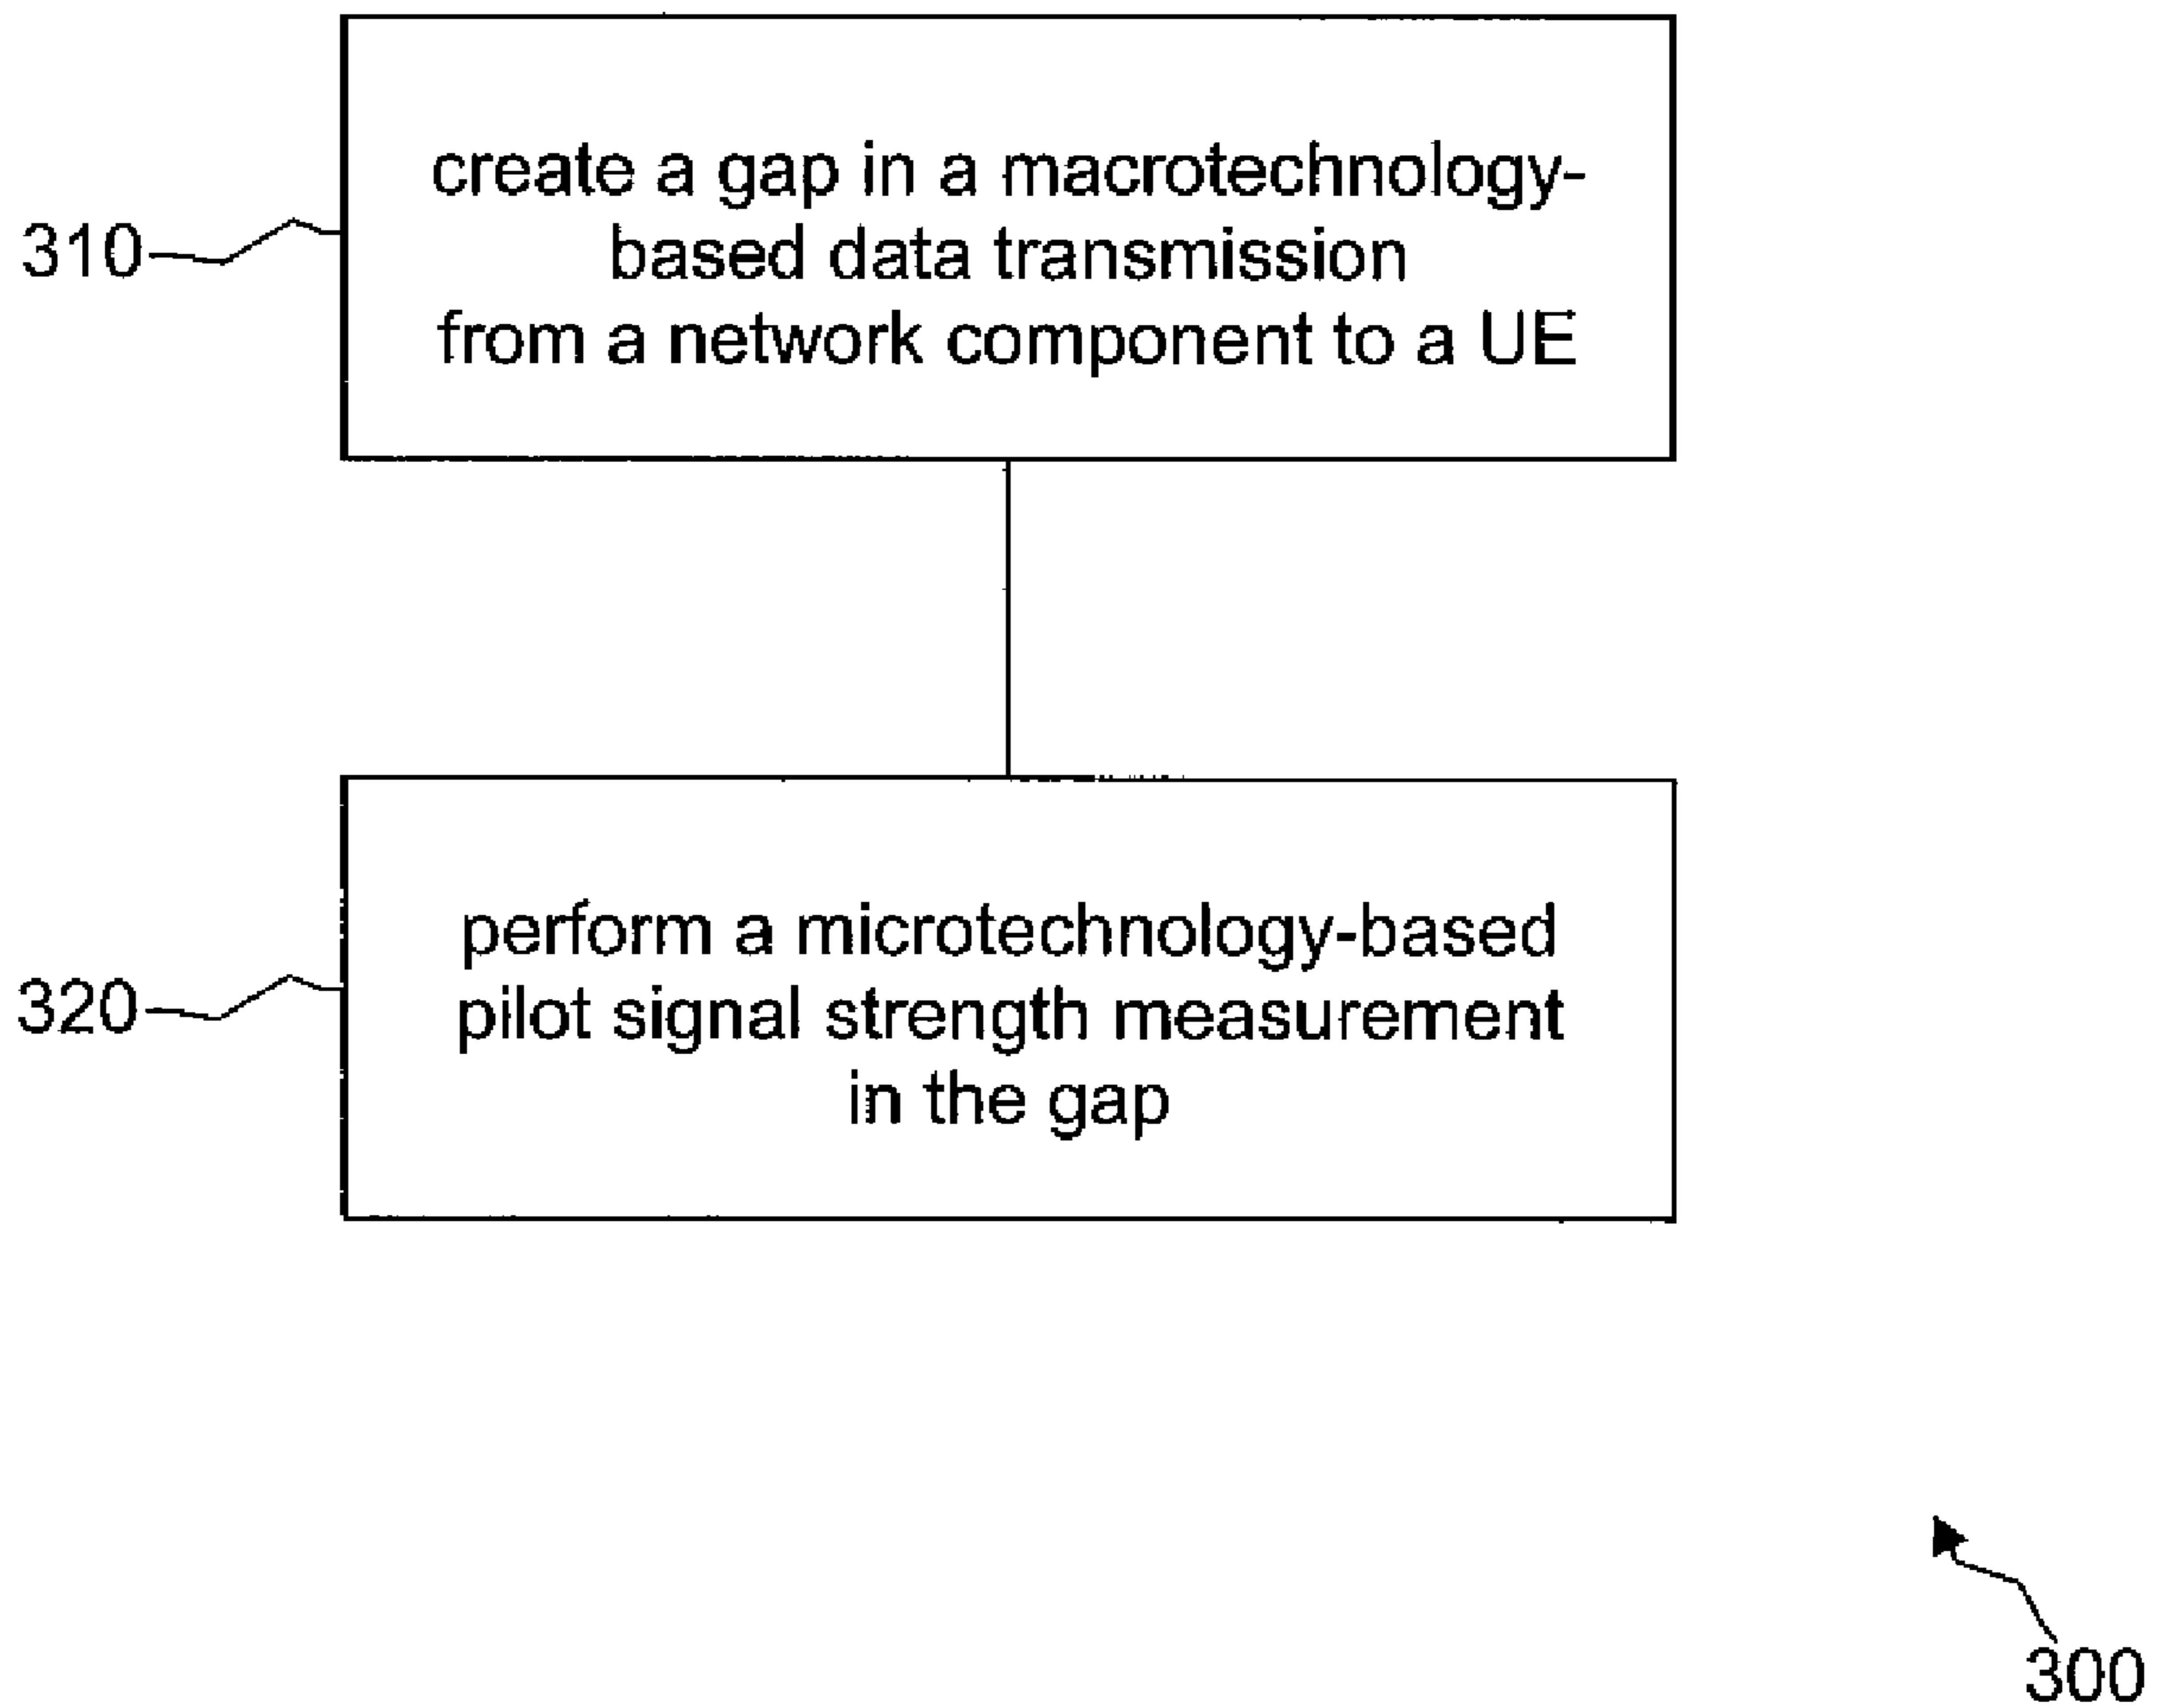 create a gap in a macrotechnology-
based data transmission
from a network component to a UE
310
perform a microtechnology-based
pilot signal strength measurement
in the gap
320
300